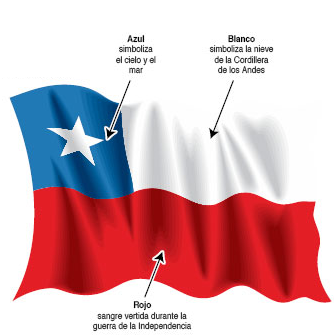 Azul
simboliza
el cielo y el
mar
Blanco
simboliza la nieve
de la Cordillera
de los Andes
Rojo
sangre vertida durante la
guerra de la Independencia